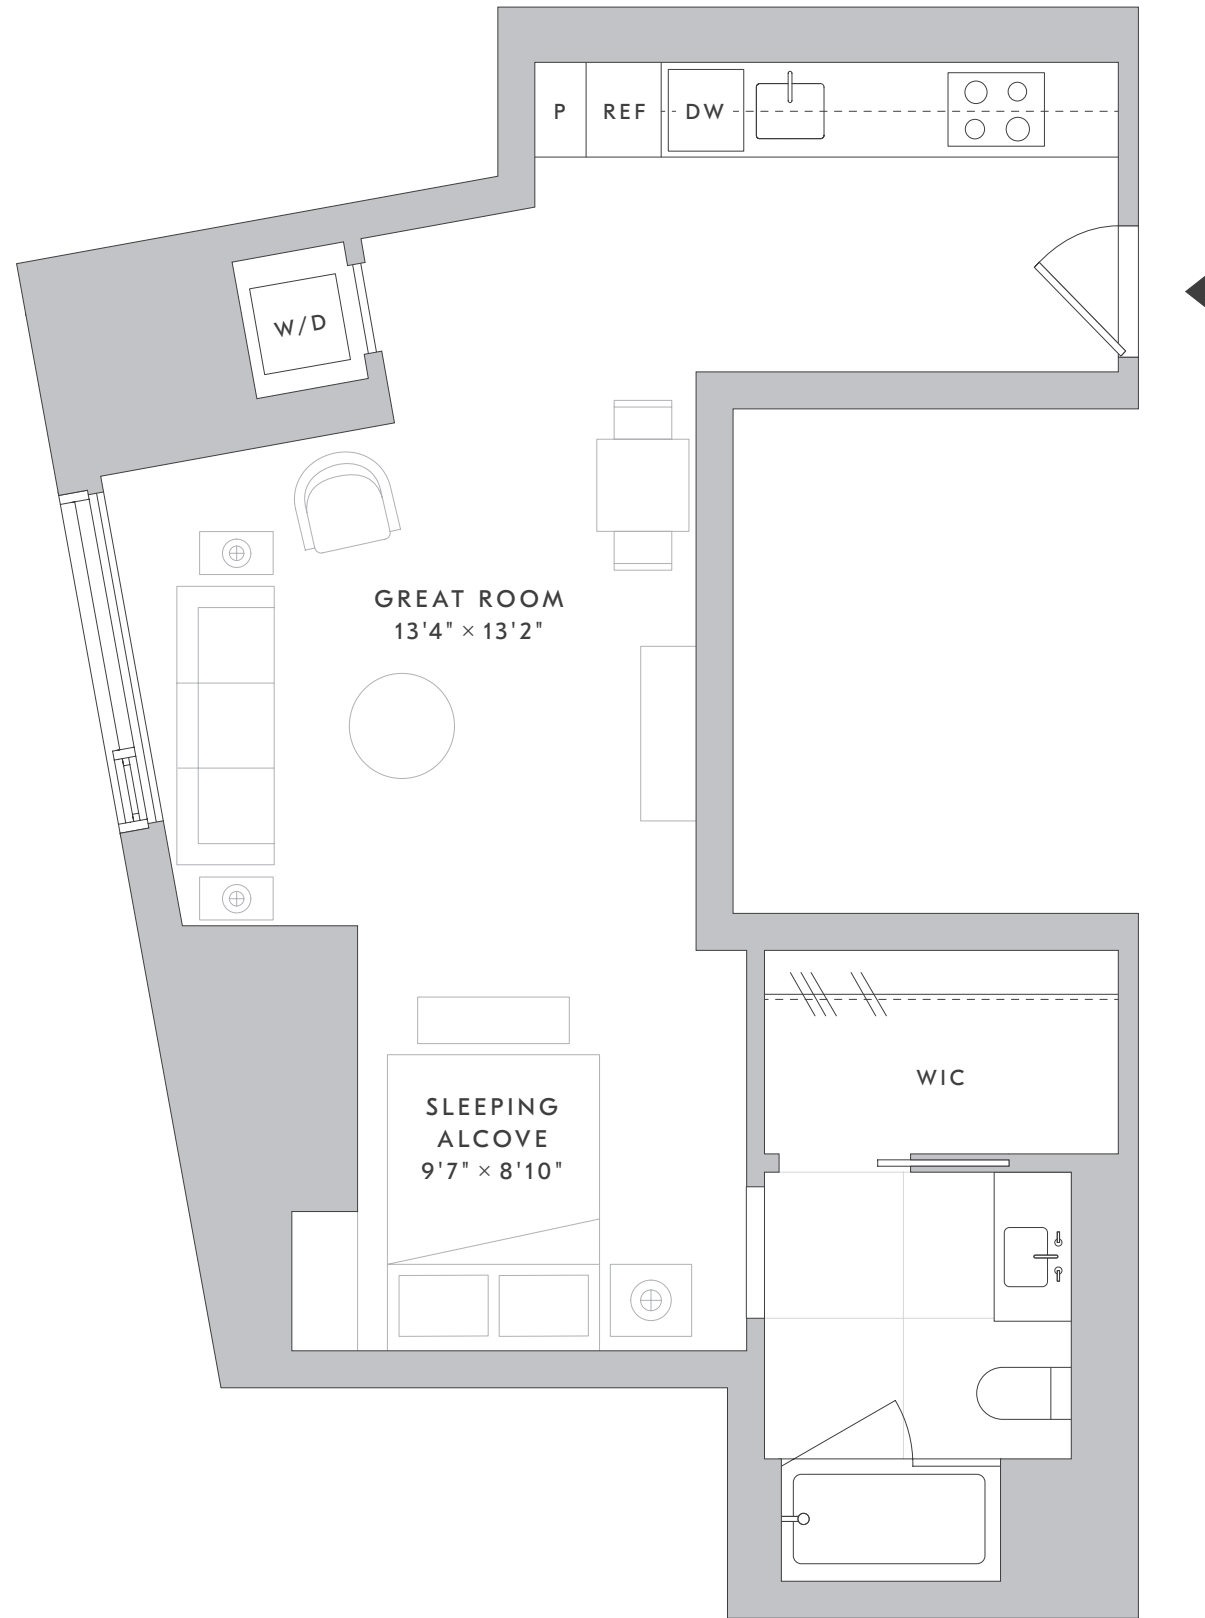 P
REF
DW
W/D
GREAT ROOM
13'4" × 13'2"
SLEEPING
ALCOVE
9'7" × 8'10"
WIC